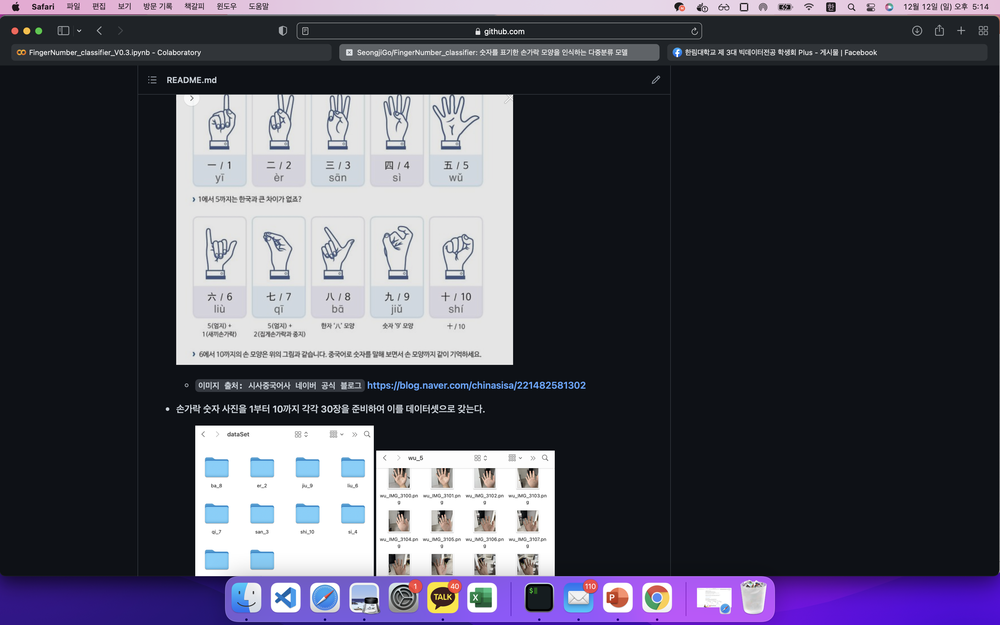 Safari 파일 편집 보기 방문 기록 책갈피 윈도우 도움말 한 12월 12일 (일) 오후 5:14
github.com
FingerNumber_classifier_V0.3.ipynb - Colaboratory
SeongjiGo/FingerNumber_classifier: 숫자를 표기한 손가락 모양을 인식하는 다중분류 모델
한림대학교 제 3대 빅데이터전공 학생회 Plus - 게시물 | Facebook
README.md
一 / 1 二 / 2 三 / 3 四 / 4 五 / 5
yī èr sān sì wǔ
› 1에서 5까지는 한국과 큰 차이가 없죠?
六 / 6 七 / 7 八 / 8 九 / 9 十 / 10
liù qī bā jiǔ shí
5(엄지) + 5(엄지) + 한자 '八' 모양 숫자 '9' 모양 十 / 10
1(새끼손가락) 2(집게손가락과 중지)
› 6에서 10까지의 손 모양은 위의 그림과 같습니다. 중국어로 숫자를 말해 보면서 손 모양까지 같이 기억하세요.
이미지 출처: 시사중국어사 네이버 공식 블로그 https://blog.naver.com/chinasisa/221482581302
손가락 숫자 사진을 1부터 10까지 각각 30장을 준비하여 이를 데이터셋으로 갖는다.
dataSet
ba_8 er_2 jiu_9 liu_6
qi_7 san_3 shi_10 si_4
wu_5
wu_IMG_3100.pn wu_IMG_3101.pn wu_IMG_3102.pn wu_IMG_3103.pn
g g g g
wu_IMG_3104.pn wu_IMG_3105.pn wu_IMG_3106.pn wu_IMG_3107.pn
g g g g
1 40 110
TALK
X
$
P